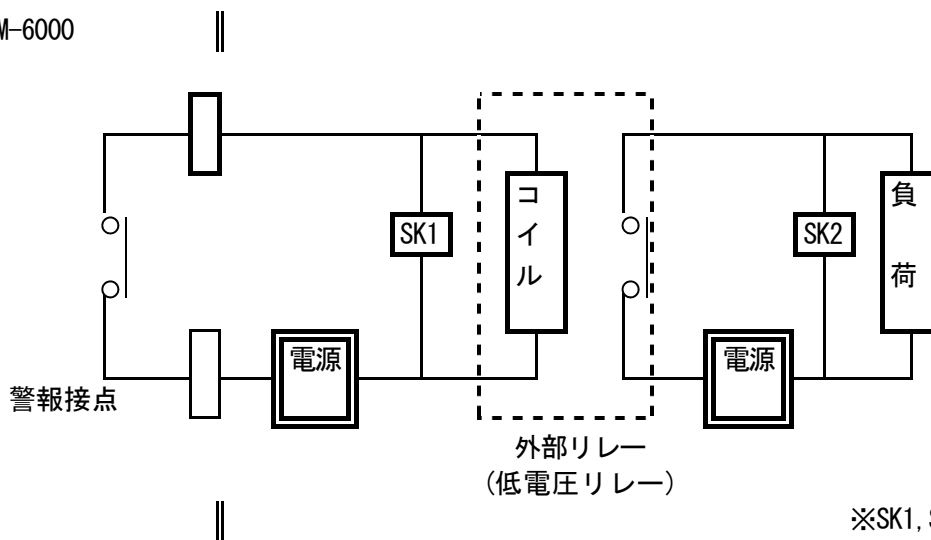 M-6000
コイル
負荷
SK1
SK2
電源
電源
警報接点
外部リレー
(低電圧リレー)
※SK1,